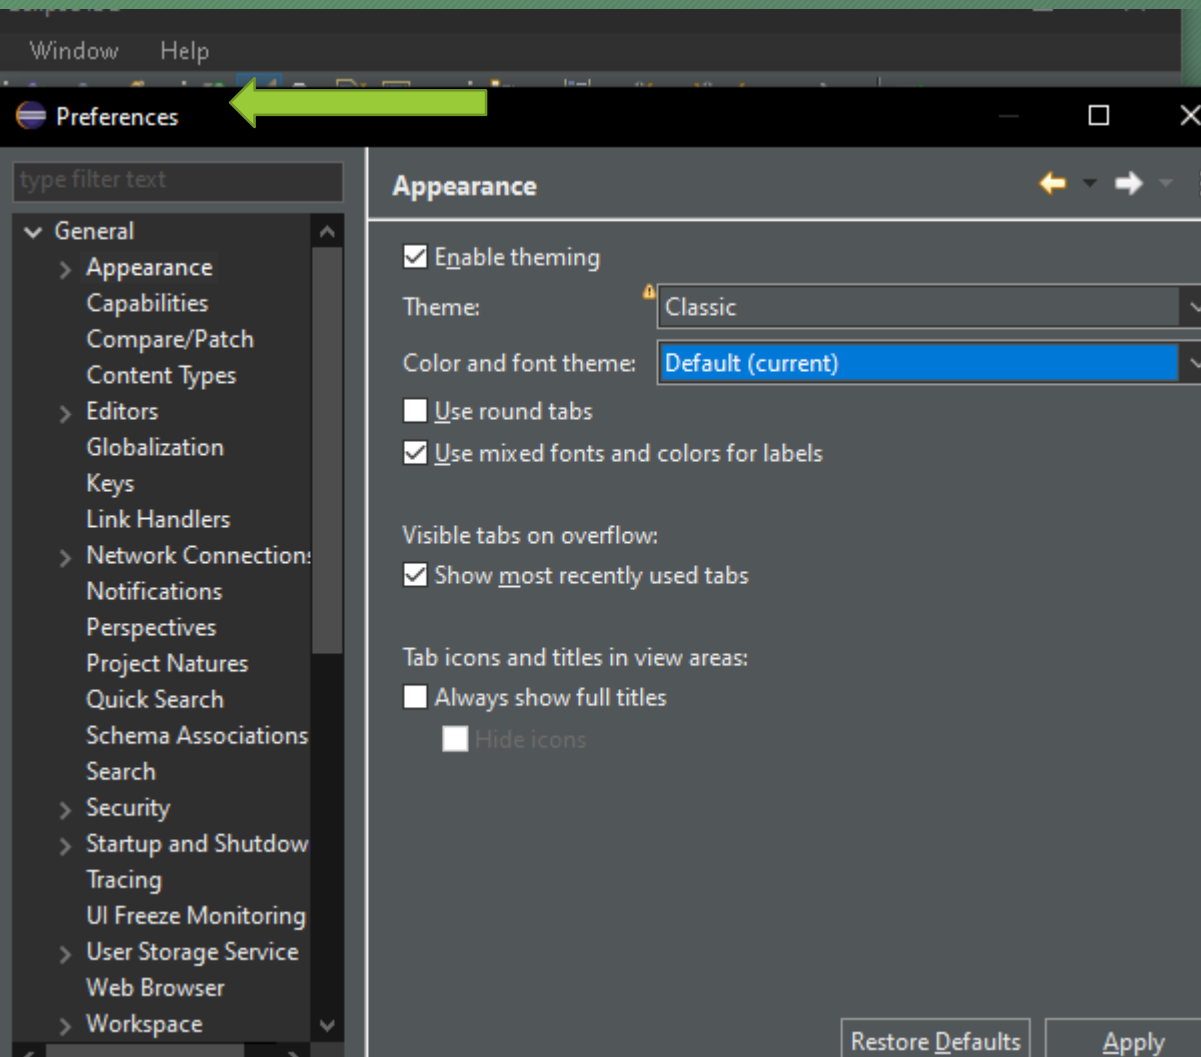 Window Help
Preferences
type filter text
Appearance
General
Appearance
Capabilities
Compare/Patch
Content Types
Editors
Globalization
Keys
Link Handlers
Network Connections
Notifications
Perspectives
Project Natures
Quick Search
Schema Associations
Search
Security
Startup and Shutdow
Tracing
UI Freeze Monitoring
User Storage Service
Web Browser
Workspace
Enable theming
Theme: Classic
Color and font theme: Default (current)
Use round tabs
Use mixed fonts and colors for labels
Visible tabs on overflow:
Show most recently used tabs
Tab icons and titles in view areas:
Always show full titles
Hide icons
Restore Defaults Apply